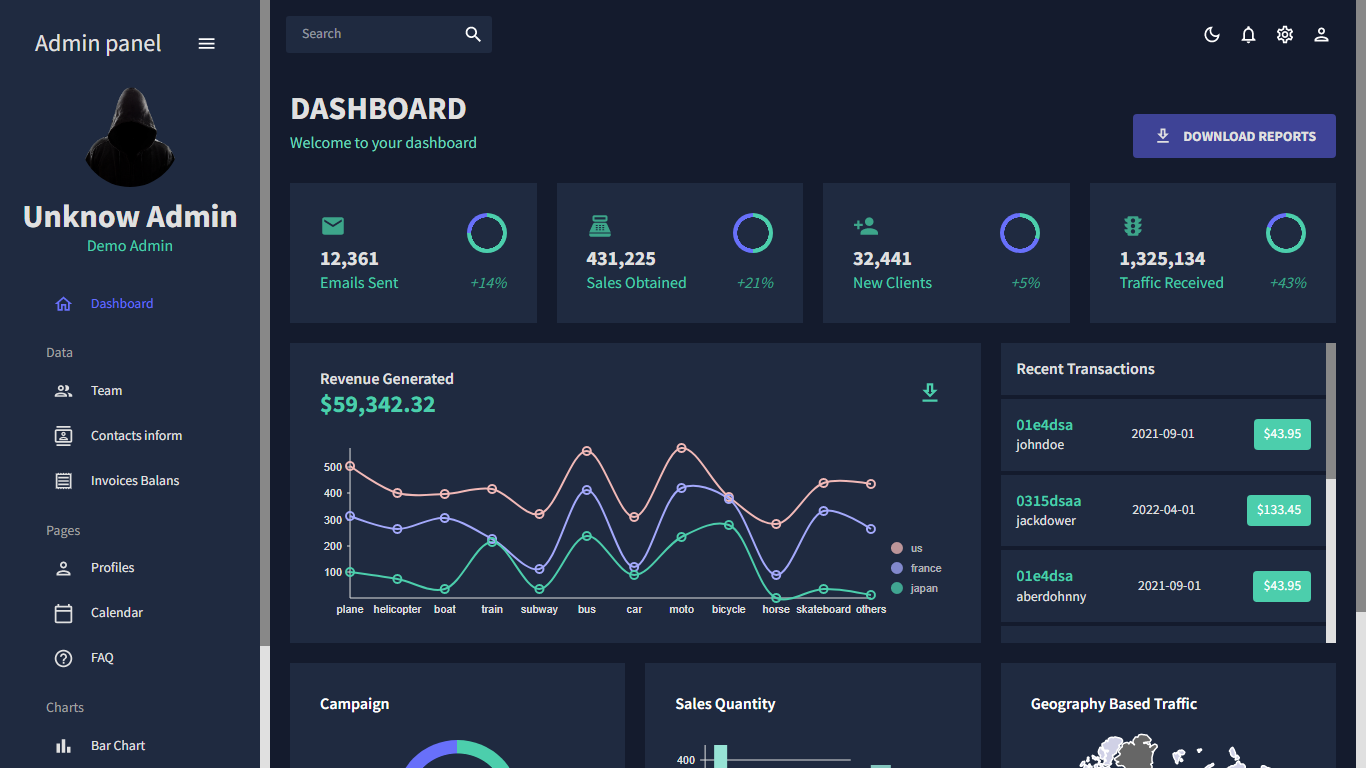 Admin panel
Unknow Admin
Demo Admin
Dashboard
Data
Team
Contacts inform
Invoices Balans
Pages
Profiles
Calendar
FAQ
Charts
Bar Chart
Search
DASHBOARD
Welcome to your dashboard
DOWNLOAD REPORTS
12,361
Emails Sent +14%
431,225
Sales Obtained +21%
32,441
New Clients +5%
1,325,134
Traffic Received +43%
Revenue Generated
$59,342.32
500
400
300
200
100
plane helicopter boat train subway bus car moto bicycle horse skateboard others
us
france
japan
Recent Transactions
01e4dsa
johndoe
2021-09-01
$43.95
0315dsaa
jackdower
2022-04-01
$133.45
01e4dsa
aberdohnny
2021-09-01
$43.95
Campaign
Sales Quantity
400
Geography Based Traffic